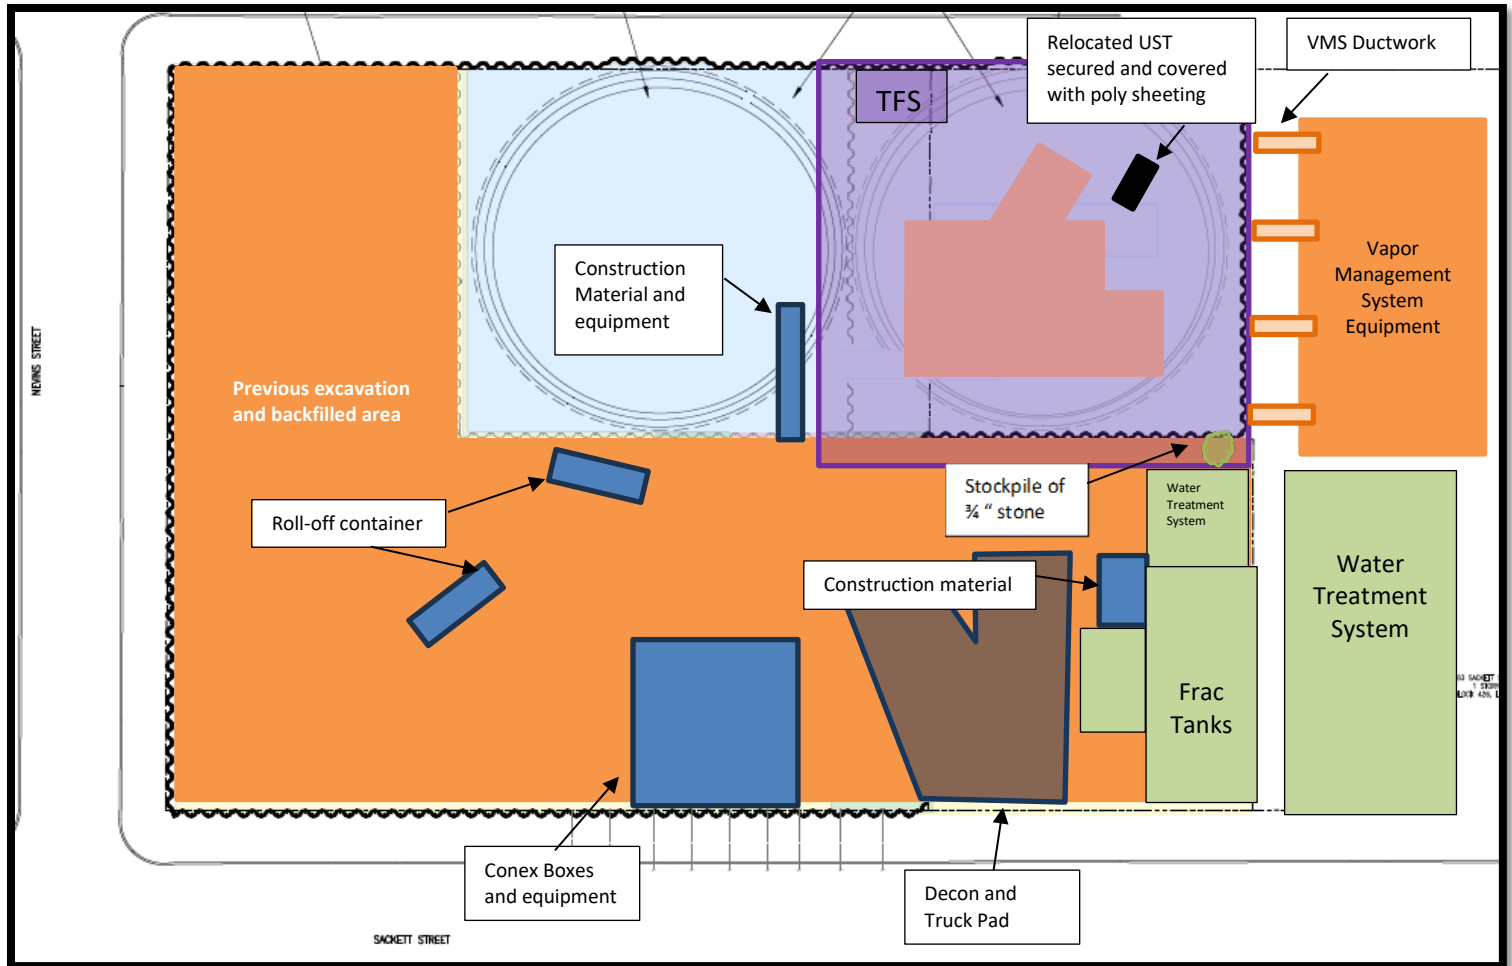 Relocated UST
secured and covered
with poly sheeting
VMS Ductwork
TFS
Construction
Material and
equipment
Vapor
Management
System
Equipment
NEVINS STREET
Previous excavation
and backfilled area
Roll-off container
Stockpile of
¾ “ stone
Water
Treatment
System
Construction material
Water
Treatment
System
Frac
Tanks
Conex Boxes
and equipment
Decon and
Truck Pad
SACKETT STREET